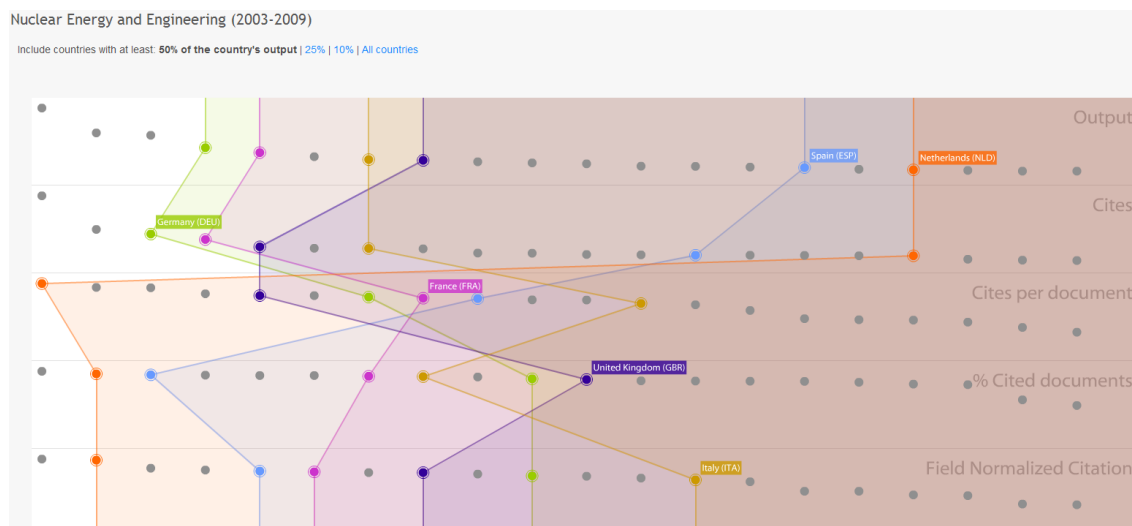 Nuclear Energy and Engineering (2003-2009)
Include countries with at least: 50% of the country's output | 25% | 10% | All countries
Output
Spain (ESP)
Netherlands (NLD)
Cites
Germany (DEU)
France (FRA)
Cites per document
United Kingdom (GBR)
% Cited documents
Italy (ITA)
Field Normalized Citation